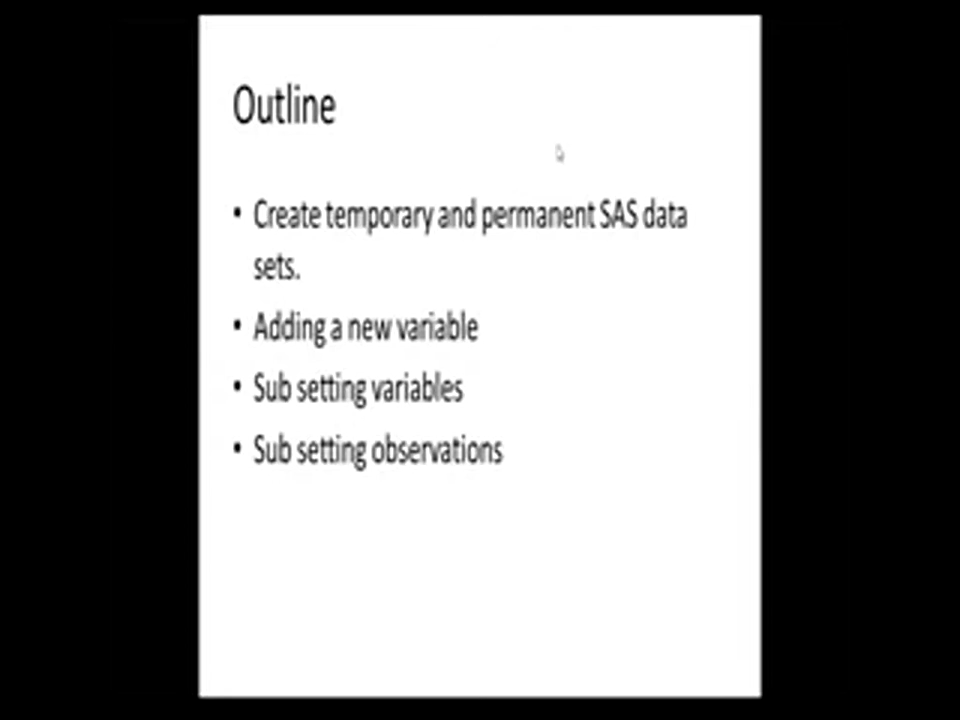 Outline
• Create temporary and permanent SAS data
sets.
• Adding a new variable
• Sub setting variables
• Sub setting observations